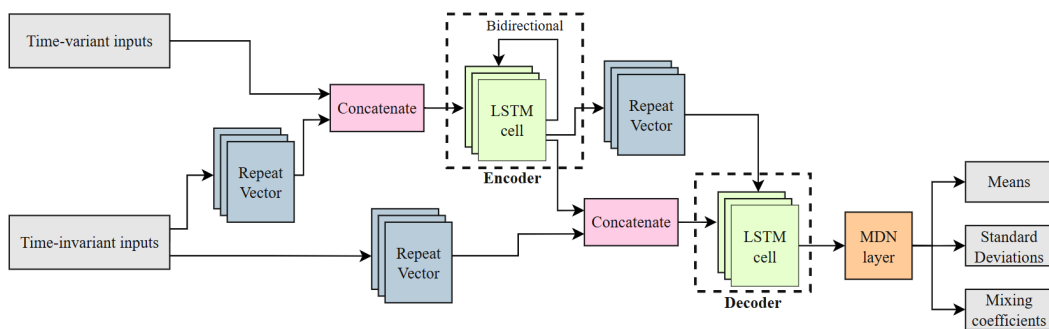 Time-variant inputs
Bidirectional
Concatenate
LSTM
cell
Encoder
Repeat
Vector
Repeat
Vector
Time-invariant inputs
Repeat
Vector
Concatenate
LSTM
cell
Decoder
MDN
layer
Means
Standard
Deviations
Mixing
coefficients